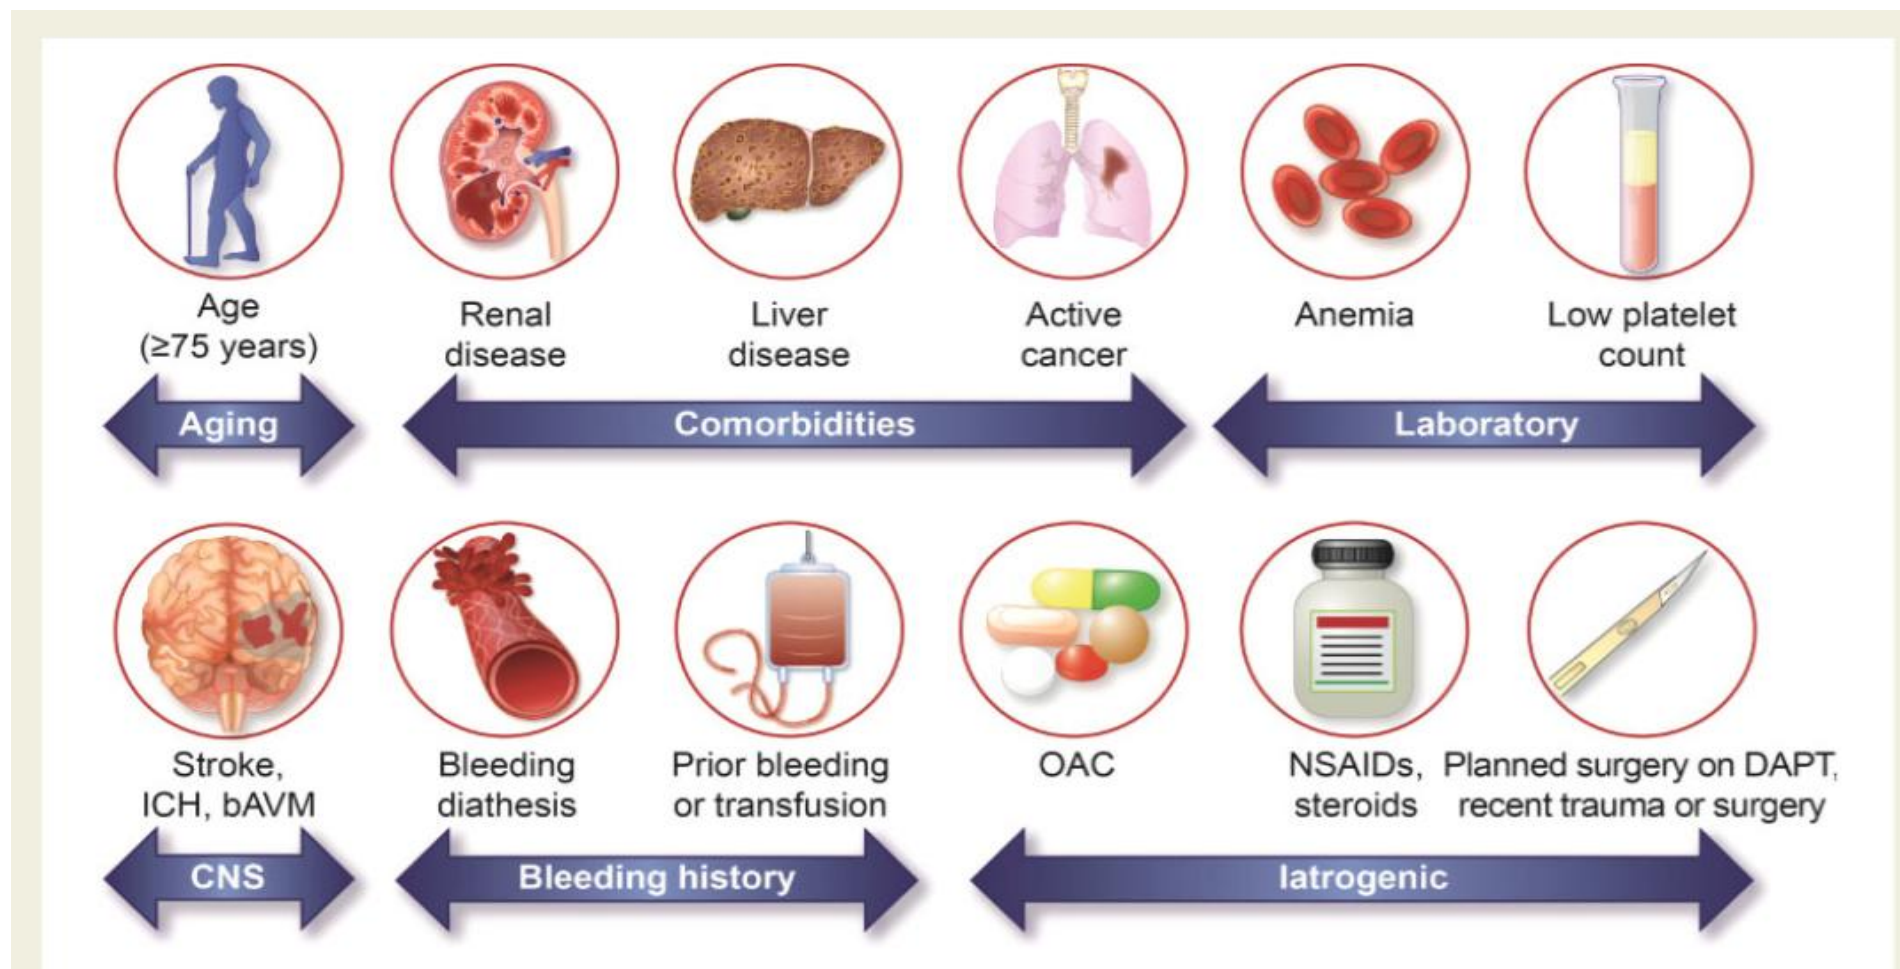 Age
(≥75 years)
Renal
disease
Liver
disease
Active
cancer
Anemia
Low platelet
count
Aging
Comorbidities
Laboratory
Stroke,
ICH, bAVM
Bleeding
diathesis
Prior bleeding
or transfusion
OAC
NSAIDs,
steroids
Planned surgery on DAPT,
recent trauma or surgery
CNS
Bleeding history
Iatrogenic